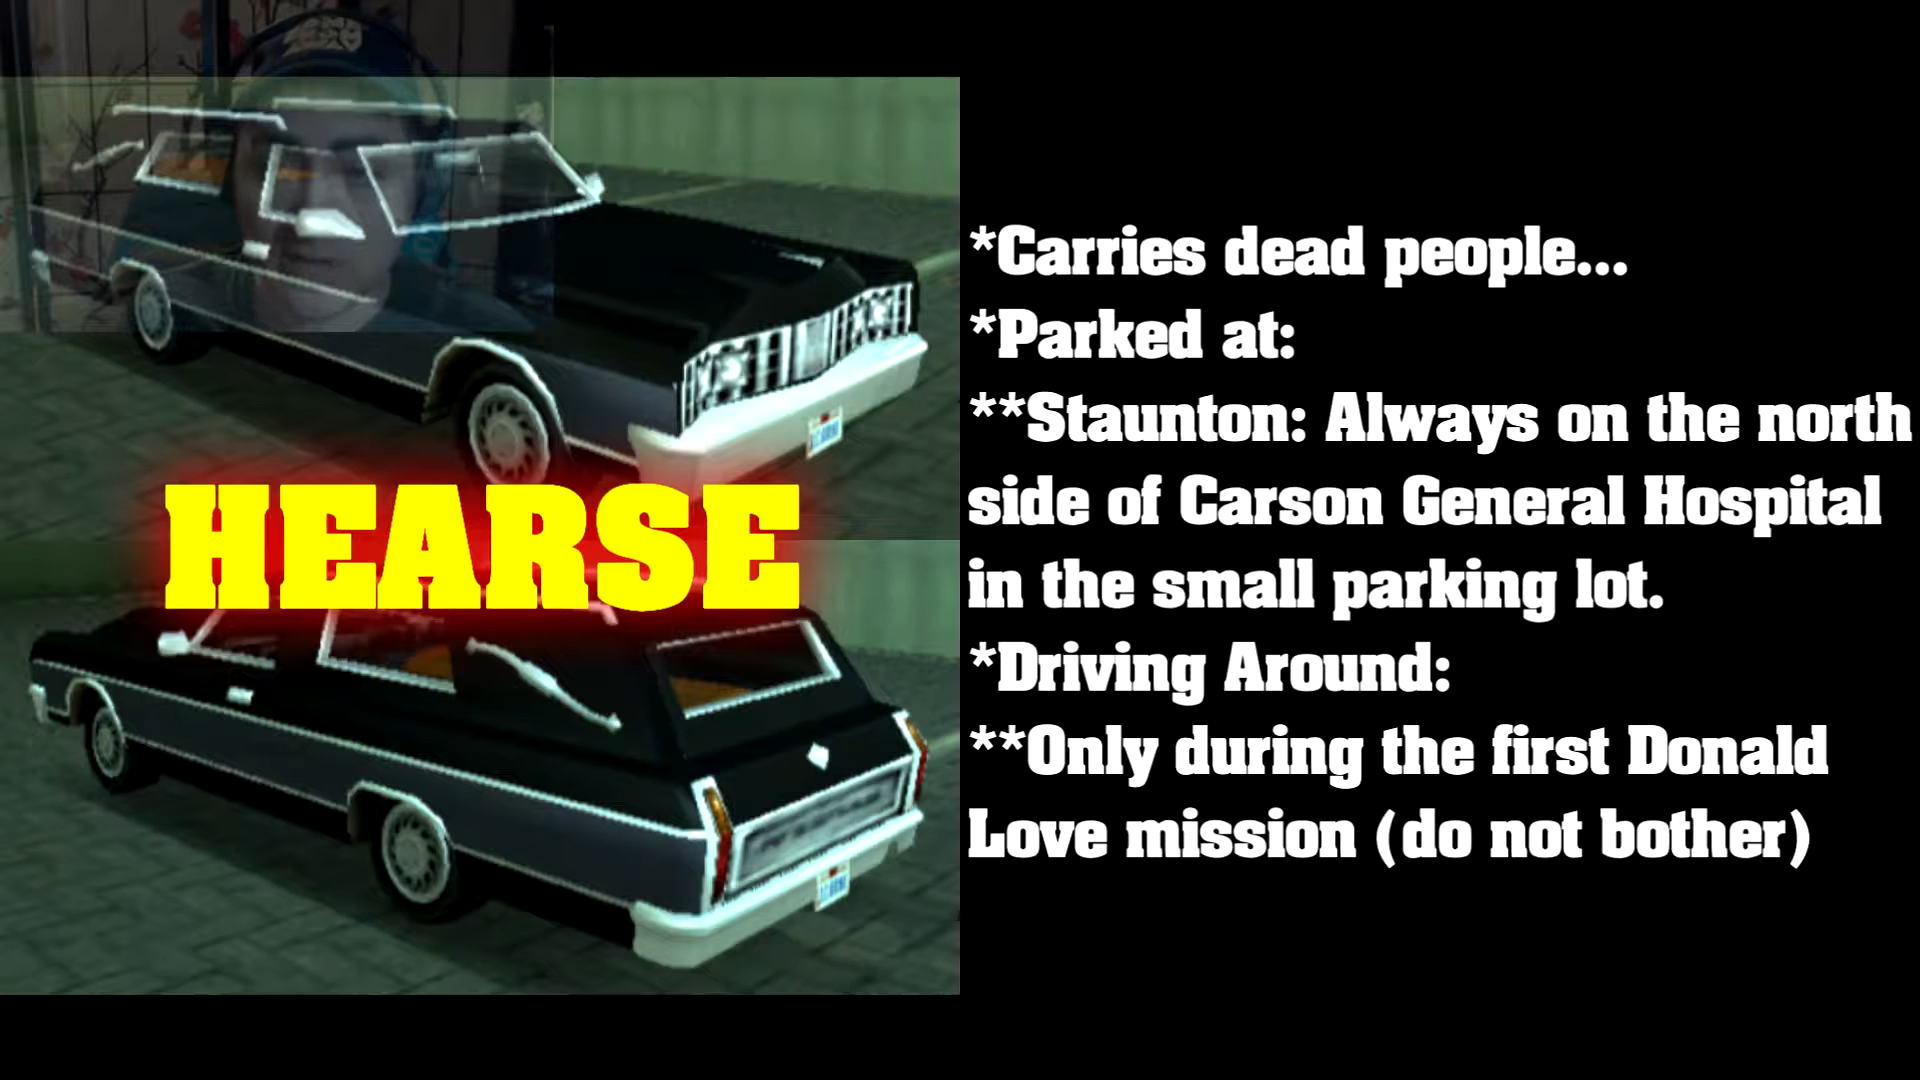 HEARSE
*Carries dead people...
*Parked at:
**Staunton: Always on the north
side of Carson General Hospital
in the small parking lot.
*Driving Around:
**Only during the first Donald
Love mission (do not bother)